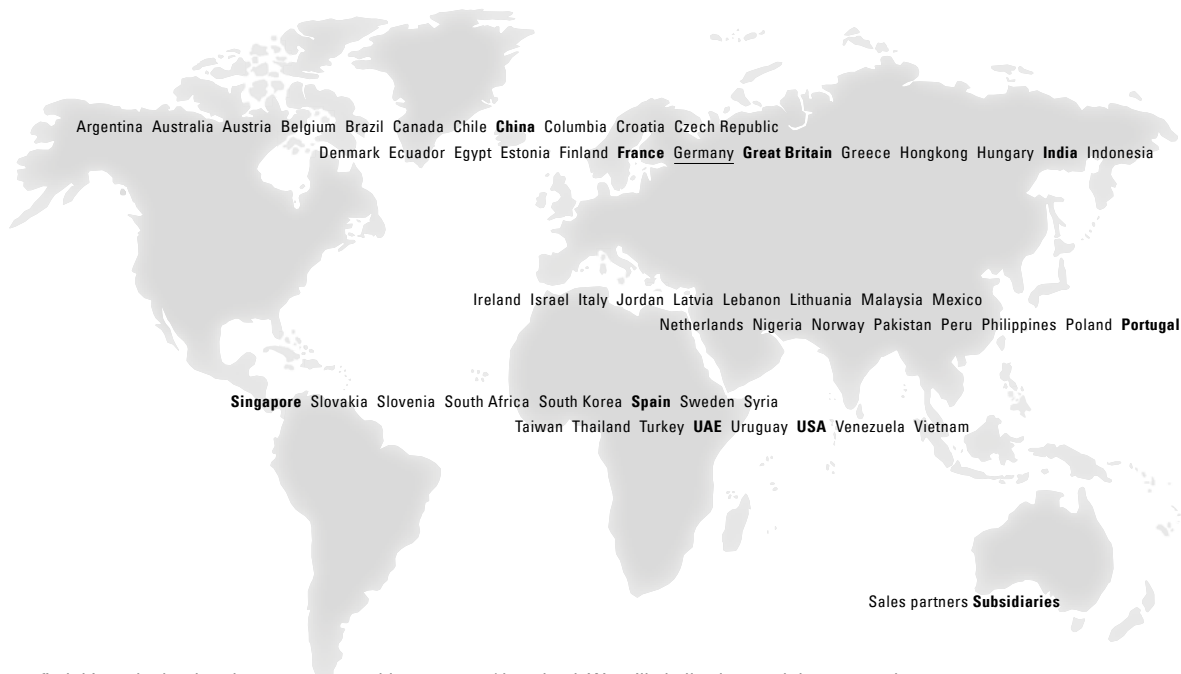 Argentina Australia Austria Belgium Brazil Canada Chile China Columbia Croatia Czech Republic
Denmark Ecuador Egypt Estonia Finland France Germany Great Britain Greece Hongkong Hungary India Indonesia
Ireland Israel Italy Jordan Latvia Lebanon Lithuania Malaysia Mexico
Netherlands Nigeria Norway Pakistan Peru Philippines Poland Portugal
Singapore Slovakia Slovenia South Africa South Korea Spain Sweden Syria
Taiwan Thailand Turkey UAE Uruguay USA Venezuela Vietnam
Sales partners Subsidiaries